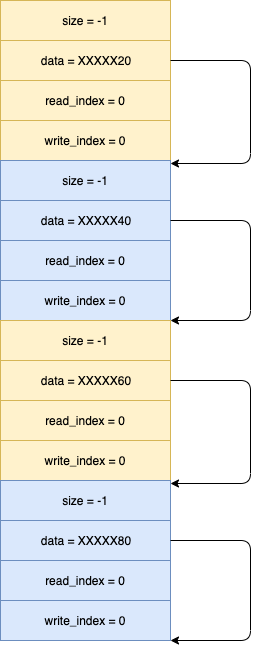 size = -1
data = XXXXX20
read_index = 0
write_index = 0
size = -1
data = XXXXX40
read_index = 0
write_index = 0
size = -1
data = XXXXX60
read_index = 0
write_index = 0
size = -1
data = XXXXX80
read_index = 0
write_index = 0